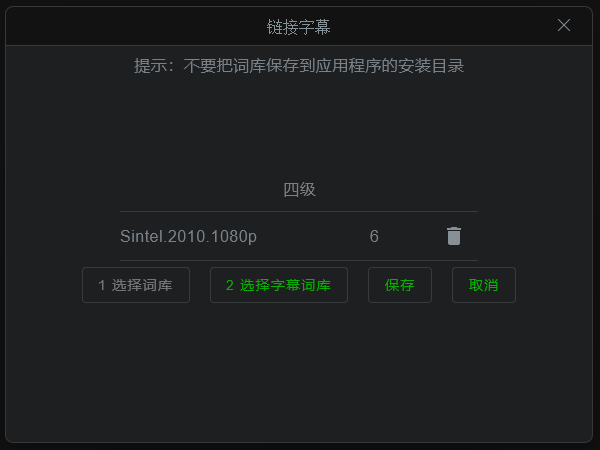 链接字幕
提示：不要把词库保存到应用程序的安装目录
四级
Sintel.2010.1080p 6
1 选择词库 2 选择字幕词库 保存 取消